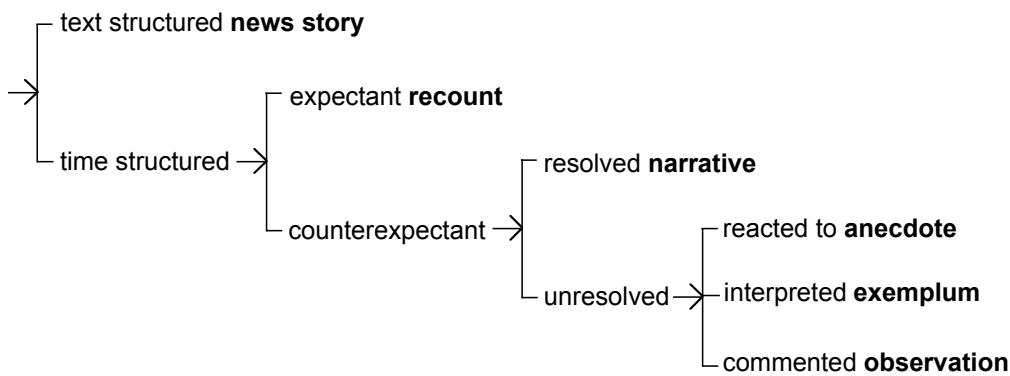 text structured news story
expectant recount
time structured
resolved narrative
counterexpectant
reacted to anecdote
unresolved
interpreted exemplum
commented observation